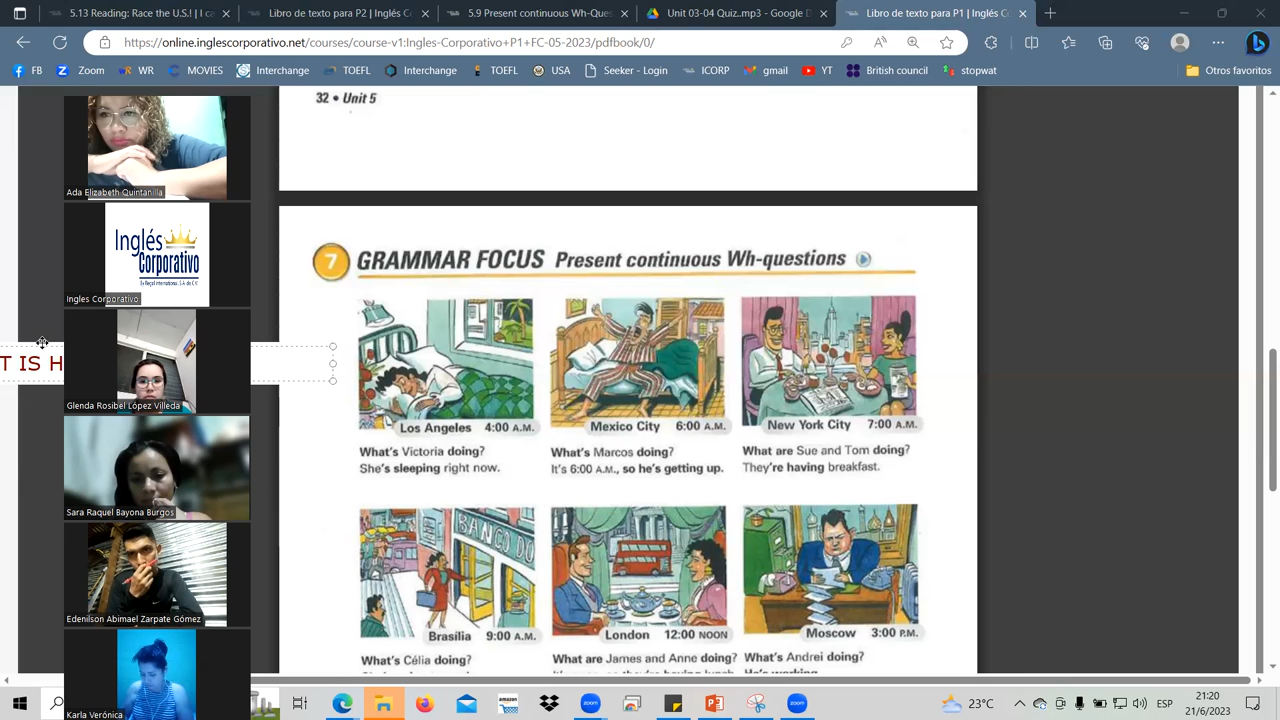 5.13 Racing the U.S.! | I ca
Libro de texto para P2 | Inglés C
5.9 Present continuous Wh-Ques
Unit 03-04 Quiz..mp3 - Google D
Libro de texto para P1 | Inglés C
https://online.inglescorporativo.net/courses/course-v1:Ingles-Corporativo+P1+FC-05-2023/pdfbook/0/
FB
Zoom
WR
MOVIES
Interchange
TOEFL
Interchange
TOEFL
USA
Seeker - Login
ICORP
gmail
YT
British council
stopwat
Otros favoritos
32 • Unit 5
Ada Elizabeth Quintanilla
Inglés
Corporativo
Ingles Corporativo
T IS H
Glenda Rosibel López Villeda
Sara Raquel Bayona Burgos
Edenilson Abimael Zarpate Gómez
Karla Verónica
7 GRAMMAR FOCUS Present continuous Wh-questions
Los Angeles 4:00 A.M.
What's Victoria doing?
She's sleeping right now.
Mexico City 6:00 A.M.
What's Marcos doing?
It's 6:00 A.M., so he's getting up.
New York City 7:00 A.M.
What are Sue and Tom doing?
They're having breakfast.
BANCO DO
Brasília 9:00 A.M.
What's Célia doing?
London 12:00 NOON
What are James and Anne doing?
Moscow 3:00 P.M.
What's Andrei doing?
He's working
amazon
zoom
zoom
23°C
ESP
21:20
21/6/2023